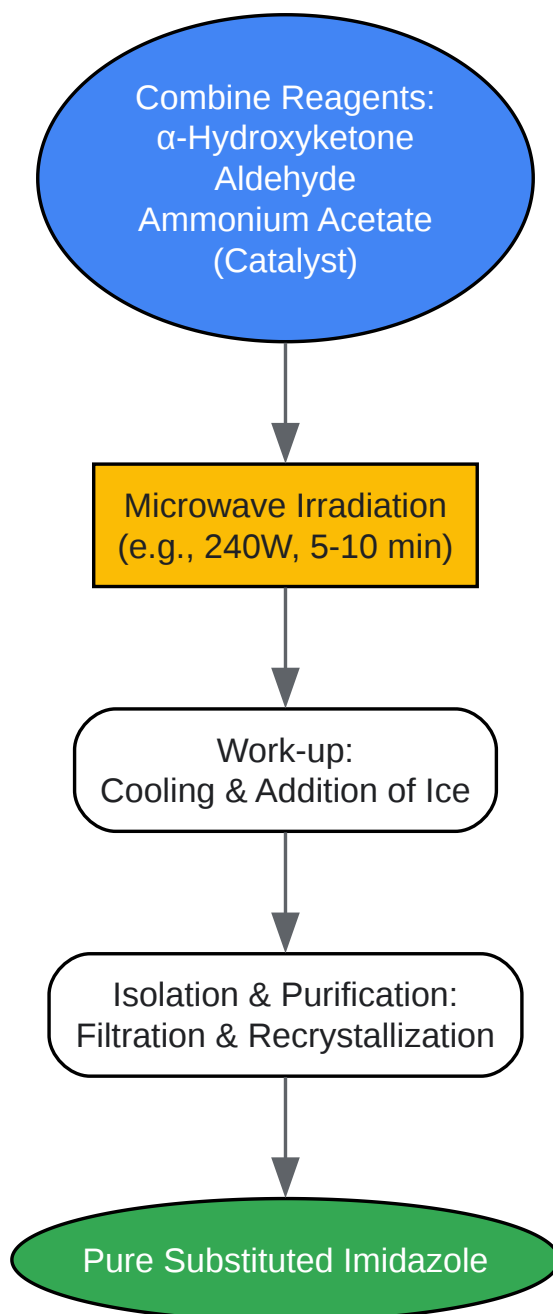 Combine Reagents:
α-Hydroxyketone
Aldehyde
Ammonium Acetate
(Catalyst)
Microwave Irradiation
(e.g., 240W, 5-10 min)
Work-up:
Cooling & Addition of Ice
Isolation & Purification:
Filtration & Recrystallization
Pure Substituted Imidazole